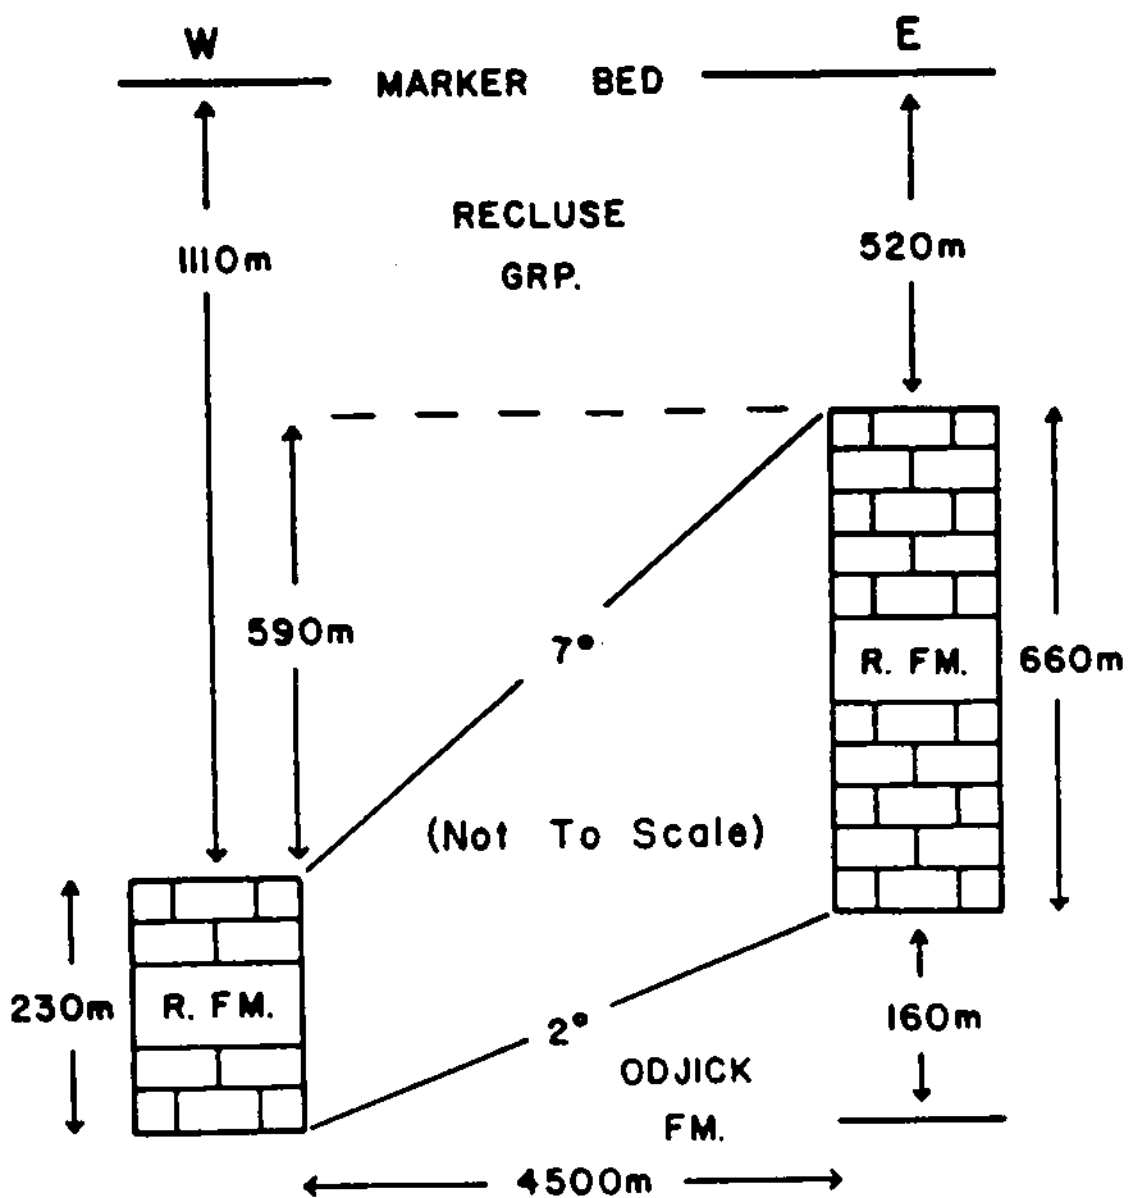 W
E
MARKER BED
RECLUSE
GRP.
1110m
520m
590m
7°
R. FM.
660m
(Not To Scale)
230m
R. FM.
2°
160m
ODJICK
FM.
4500m